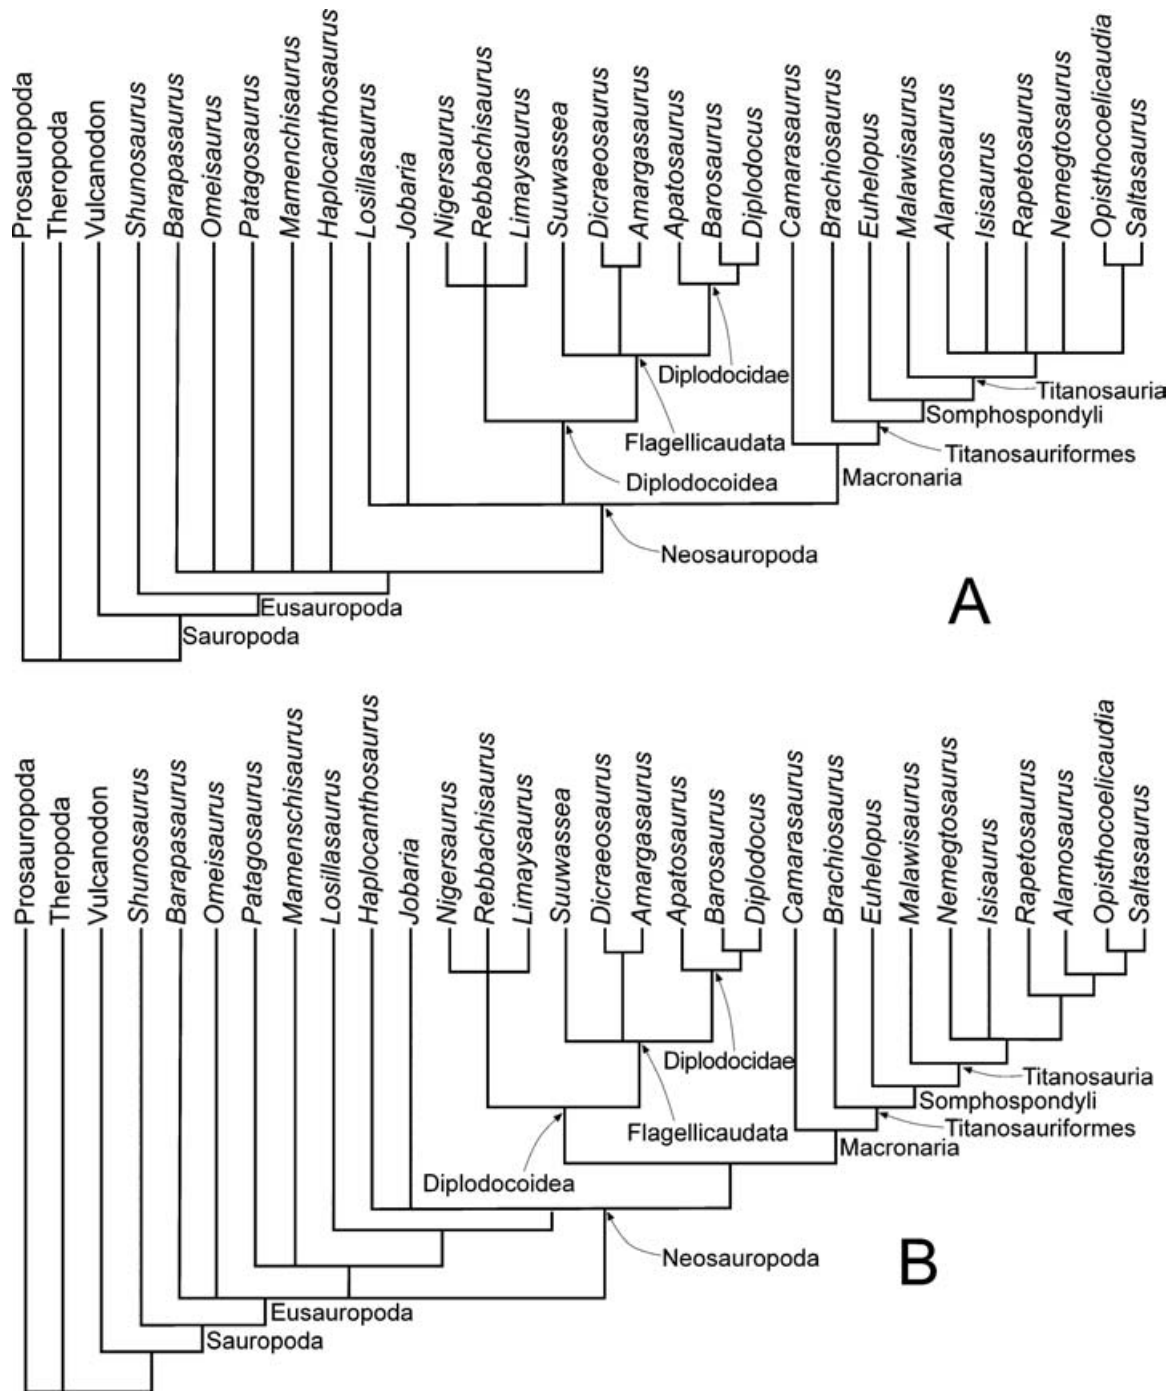 Prosauropoda
Theropoda
Vulcanodon
Shunosaurus
Barapasaurus
Omeisaurus
Patagosaurus
Mamenchisaurus
Haplocanthosaurus
Losillasaurus
Jobaria
Nigersaurus
Rebbachisaurus
Limaysaurus
Suuwassea
Dicraeosaurus
Amargasaurus
Apatosaurus
Barosaurus
Diplodocus
Camarasaurus
Brachiosaurus
Euhelopus
Malawisaurus
Alamosaurus
Isisaurus
Rapetosaurus
Nemegtosaurus
Opisthocoelicaudia
Saltasaurus
Diplodocidae
Titanosauria
Somphospondyli
Flagellicaudata
Titanosauriformes
Diplodocoidea
Macronaria
Neosauropoda
A
Eusauropoda
Sauropoda
Prosauropoda
Theropoda
Vulcanodon
Shunosaurus
Barapasaurus
Omeisaurus
Patagosaurus
Mamenschisaurus
Losillasaurus
Haplocanthosaurus
Jobaria
Nigersaurus
Rebbachisaurus
Limaysaurus
Suuwassea
Dicraeosaurus
Amargasaurus
Apatosaurus
Barosaurus
Diplodocus
Camarasaurus
Brachiosaurus
Euhelopus
Malawisaurus
Nemegtosaurus
Isisaurus
Rapetosaurus
Alamosaurus
Opisthocoelicaudia
Saltasaurus
Diplodocidae
Titanosauria
Somphospondyli
Flagellicaudata
Titanosauriformes
Macronaria
Diplodocoidea
Neosauropoda
B
Eusauropoda
Sauropoda